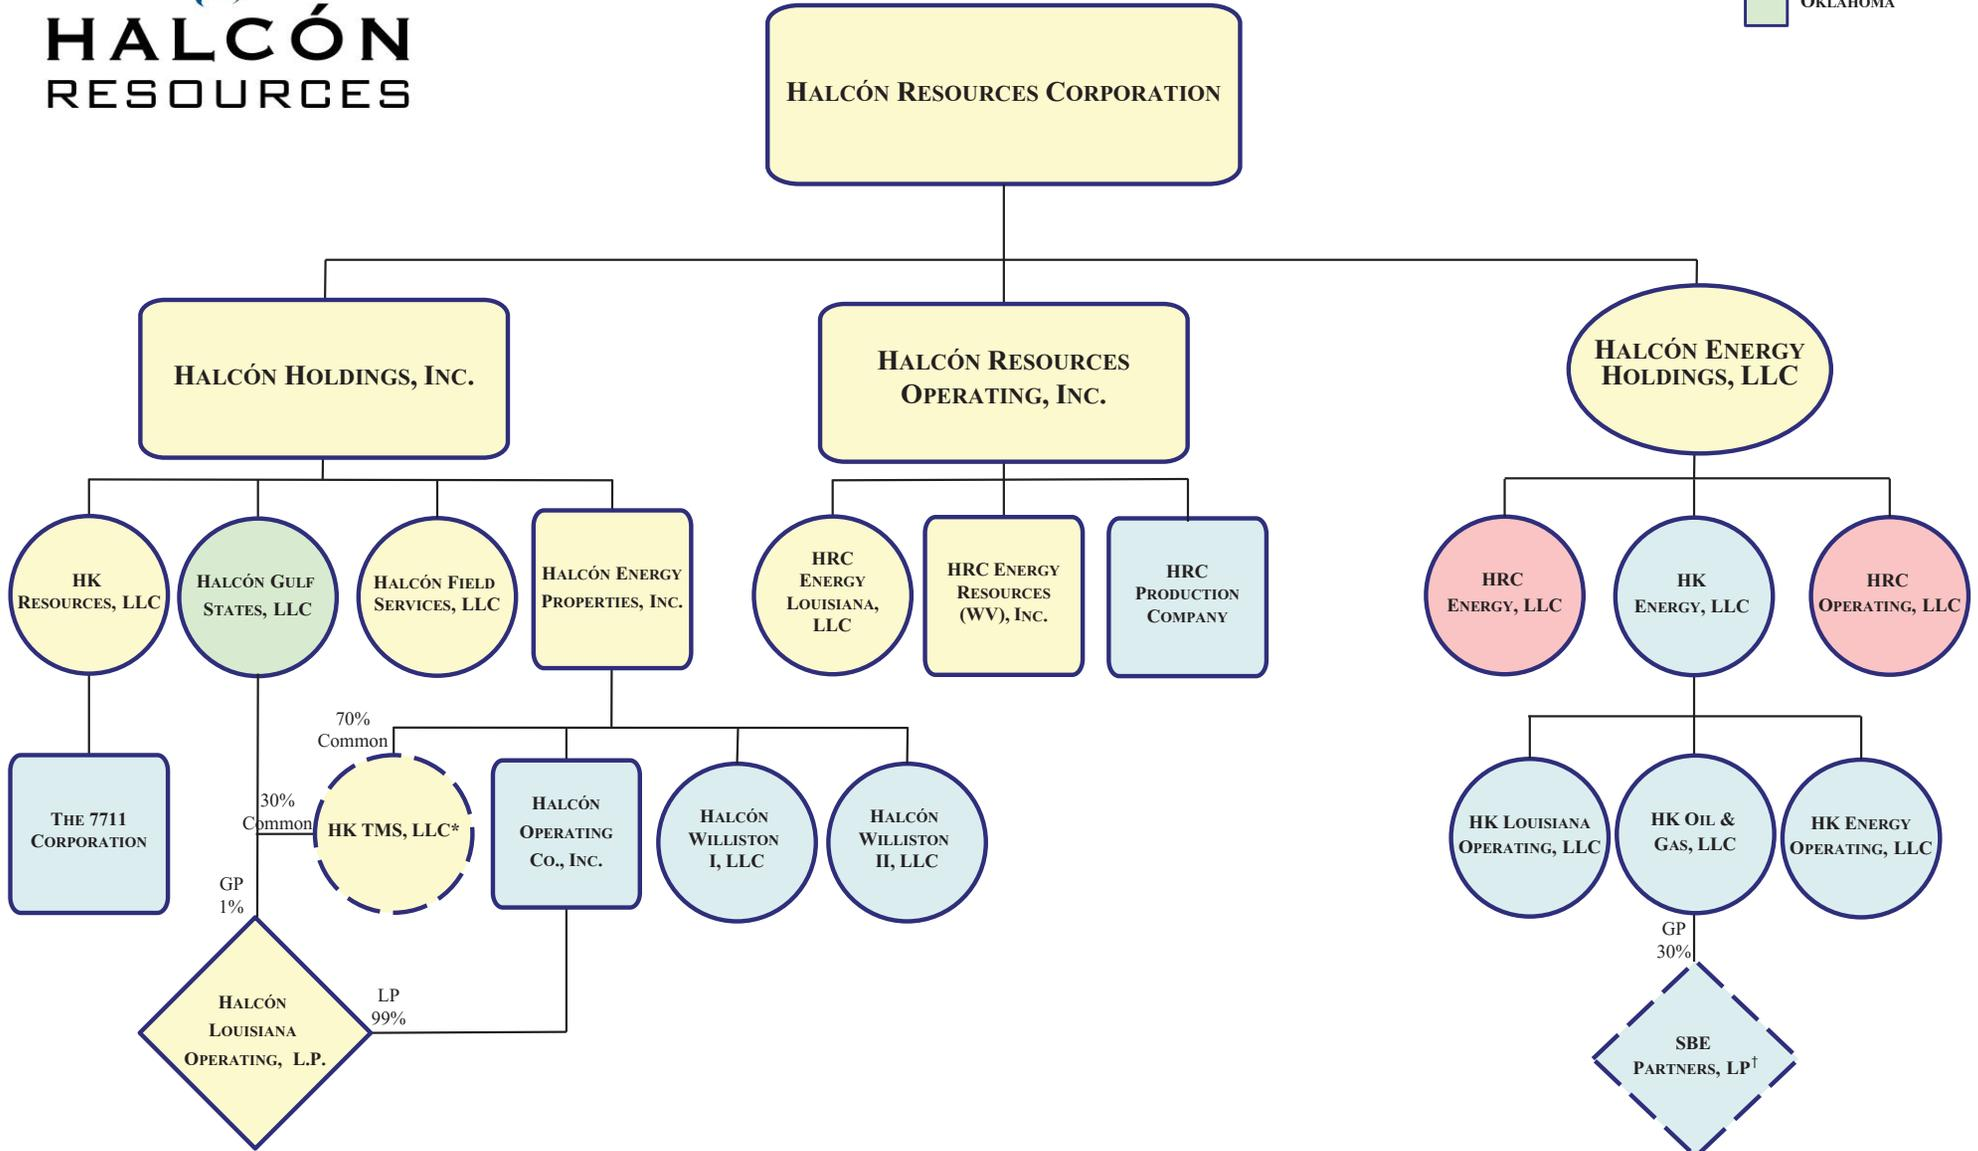 HALCÓN
RESOURCES
OKLAHOMA
HALCÓN RESOURCES CORPORATION
HALCÓN HOLDINGS, INC.
HALCÓN RESOURCES
OPERATING, INC.
HALCÓN ENERGY
HOLDINGS, LLC
HK
RESOURCES, LLC
HALCÓN GULF
STATES, LLC
HALCÓN FIELD
SERVICES, LLC
HALCÓN ENERGY
PROPERTIES, INC.
HRC
ENERGY
LOUISIANA,
LLC
HRC ENERGY
RESOURCES
(WV), INC.
HRC
PRODUCTION
COMPANY
HRC
ENERGY, LLC
HK
ENERGY, LLC
HRC
OPERATING, LLC
70%
Common
30%
Common
THE 7711
CORPORATION
HK TMS, LLC*
HALCÓN
OPERATING
CO., INC.
HALCÓN
WILLISTON
I, LLC
HALCÓN
WILLISTON
II, LLC
HK LOUISIANA
OPERATING, LLC
HK OIL &
GAS, LLC
HK ENERGY
OPERATING, LLC
GP
1%
GP
30%
LP
99%
HALCÓN
LOUISIANA
OPERATING, L.P.
SBE
PARTNERS, LP†